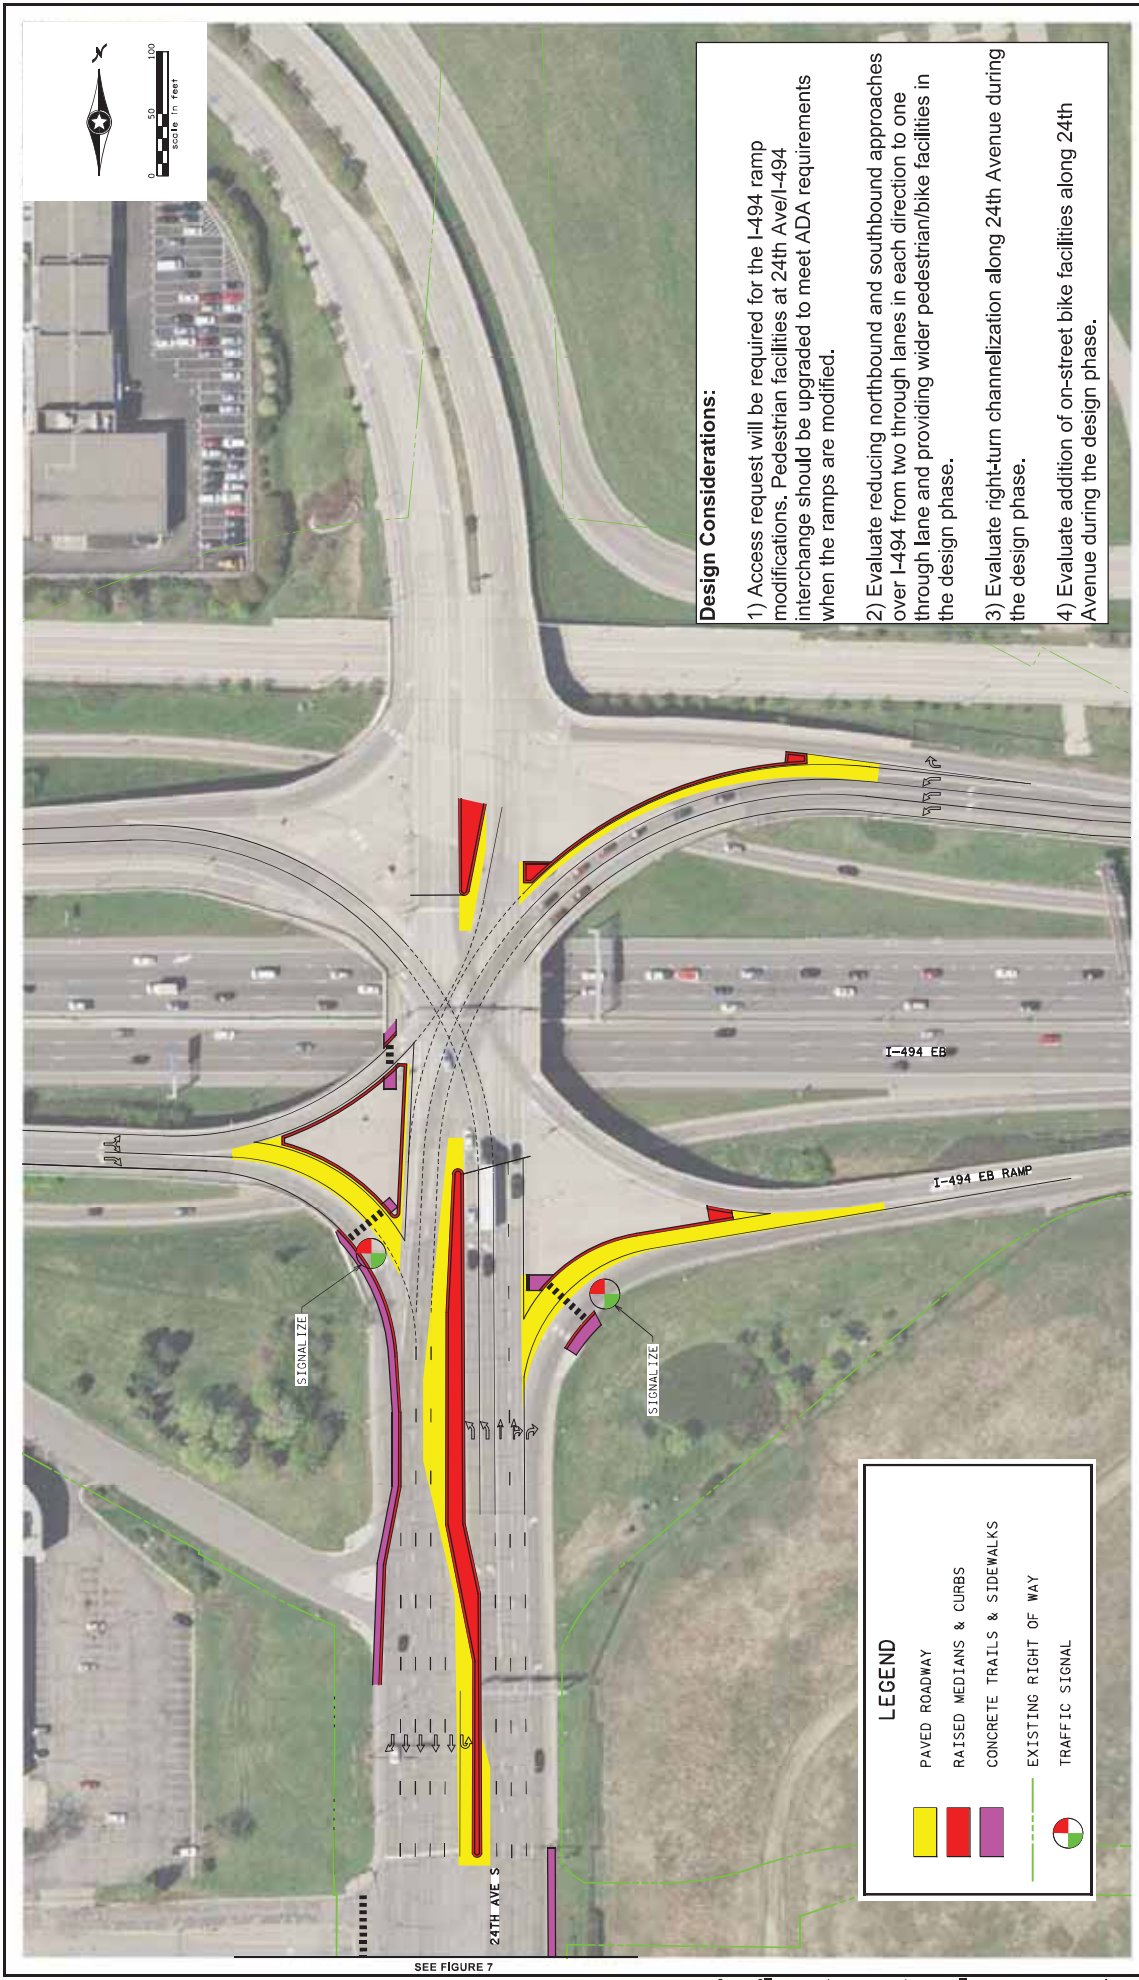 0 50 100
scale in feet
Design Considerations:
1) Access request will be required for the I-494 ramp
modifications. Pedestrian facilities at 24th Ave/I-494
interchange should be upgraded to meet ADA requirements
when the ramps are modified.
2) Evaluate reducing northbound and southbound approaches
over I-494 from two through lanes in each direction to one
through lane and providing wider pedestrian/bike facilities in
the design phase.
3) Evaluate right-turn channelization along 24th Avenue during
the design phase.
4) Evaluate addition of on-street bike facilities along 24th
Avenue during the design phase.
I-494 EB
I-494 EB RAMP
SIGNALIZE
SIGNALIZE
24TH AVE S
LEGEND
PAVED ROADWAY
RAISED MEDIANS & CURBS
CONCRETE TRAILS & SIDEWALKS
EXISTING RIGHT OF WAY
TRAFFIC SIGNAL
SEE FIGURE 7